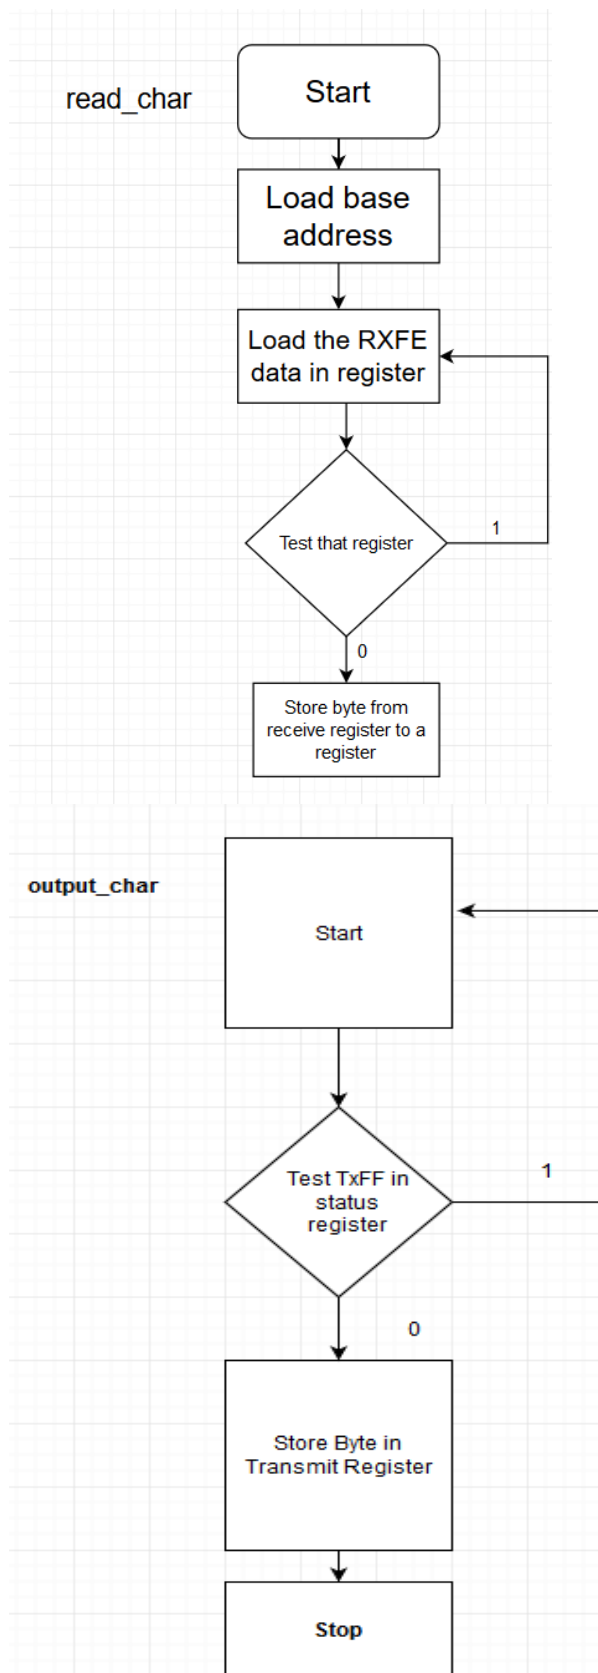 read_char
Start
Load base
address
Load the RXFE
data in register
Test that register
1
0
Store byte from
receive register to a
register
output_char
Start
Test TxFF in
status
register
1
0
Store Byte in
Transmit Register
Stop